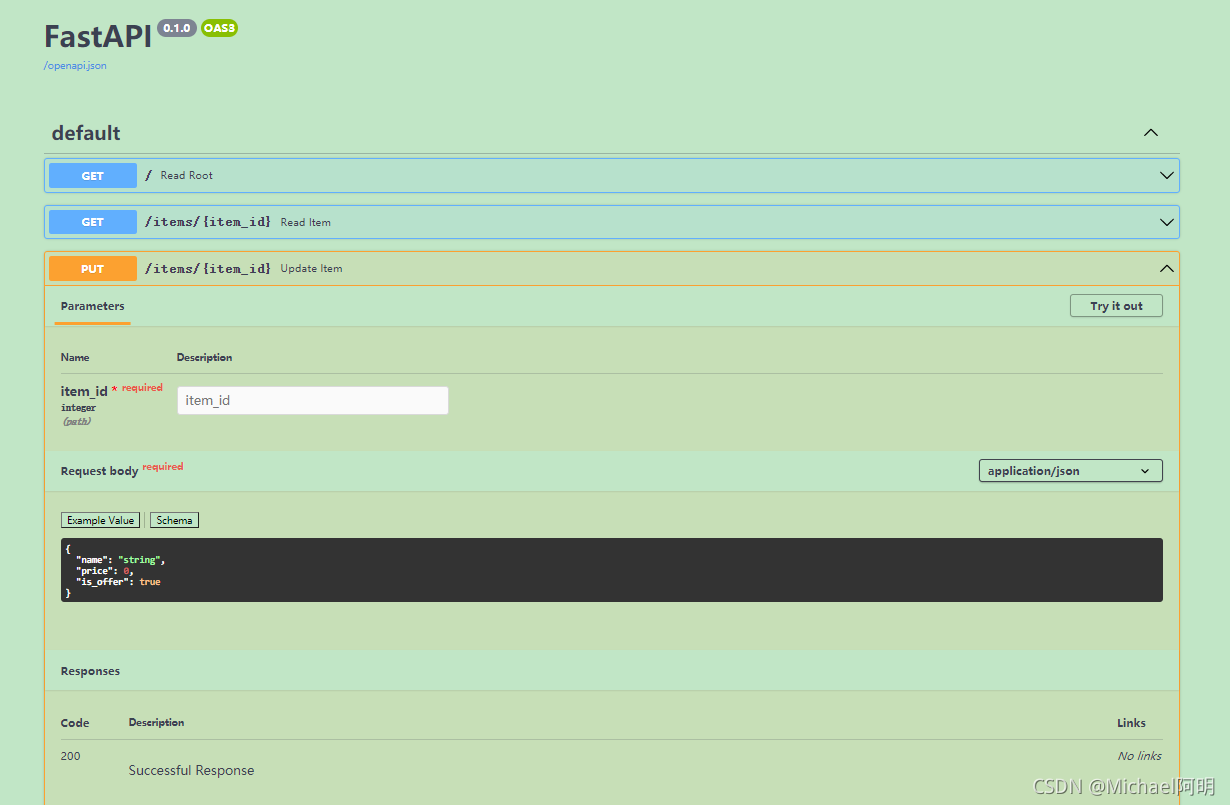 FastAPI 0.1.0 OAS3
/openapi.json
default
GET / Read Root
GET /items/{item_id} Read Item
PUT /items/{item_id} Update Item
Parameters Try it out
Name Description
item_id * required item_id
integer
(path)
Request body required application/json
Example Value Schema
{
"name": "string",
"price": 0,
"is_offer": true
}
Responses
Code Description Links
200 No links
Successful Response
CSDN @Michael阿明